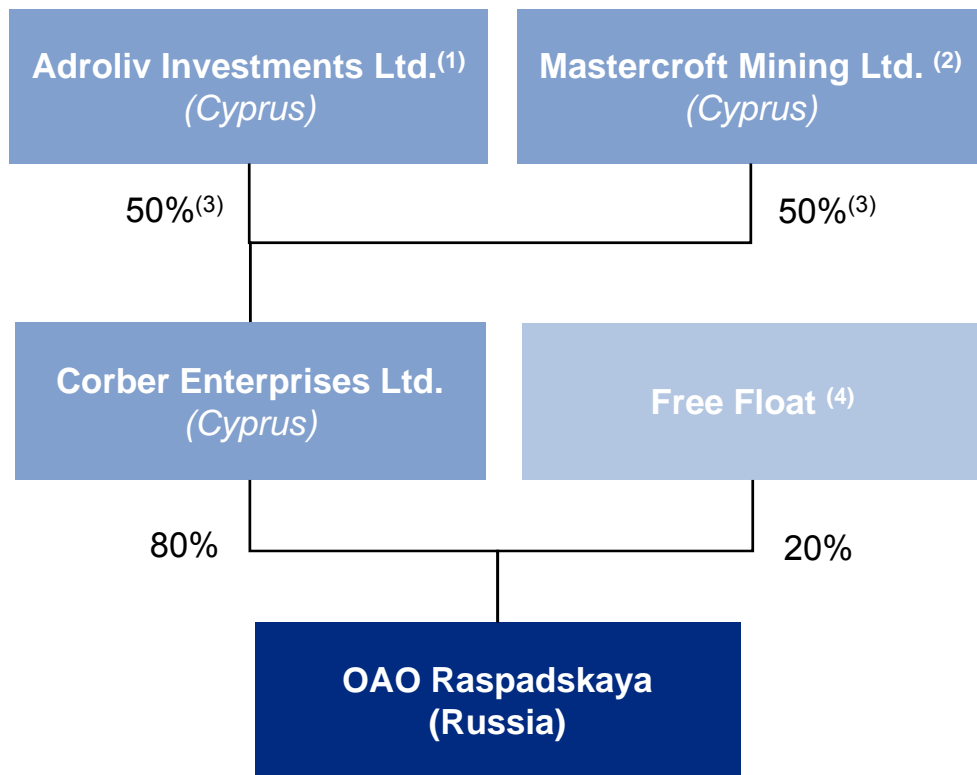 Adroliv Investments Ltd.(1)
(Cyprus)
Mastercroft Mining Ltd. (2)
(Cyprus)
50%(3)
50%(3)
Corber Enterprises Ltd.
(Cyprus)
Free Float (4)
80%
20%
OAO Raspadskaya
(Russia)